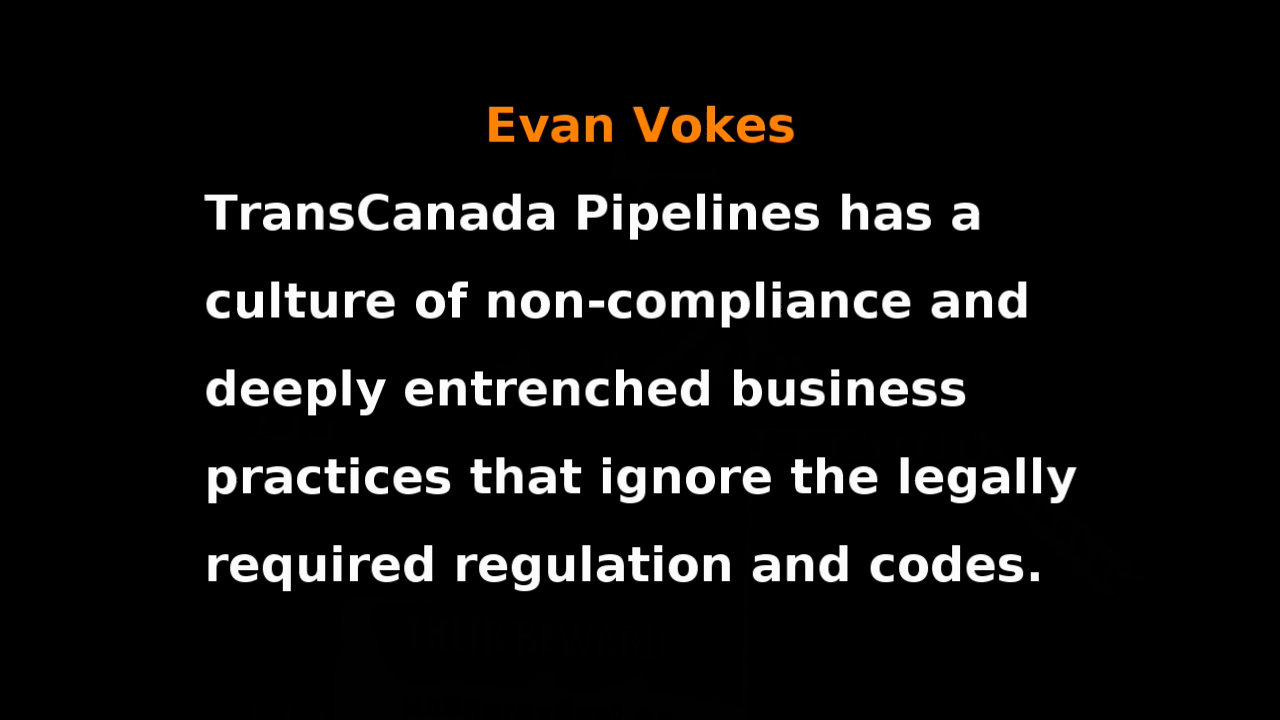 Evan Vokes
TransCanada Pipelines has a
culture of non-compliance and
deeply entrenched business
practices that ignore the legally
required regulation and codes.